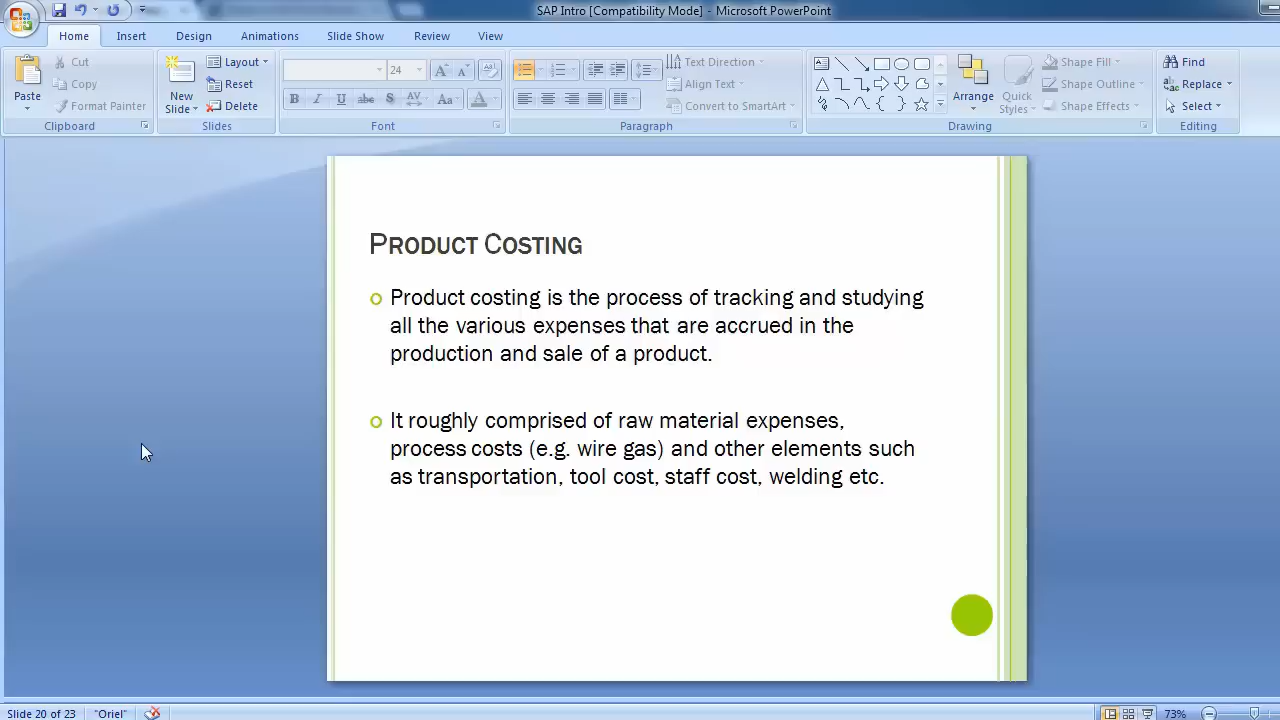 SAP Intro [Compatibility Mode] - Microsoft PowerPoint
Home Insert Design Animations Slide Show Review View
Paste
Cut
Copy
Format Painter
Clipboard
New
Slide
Layout
Reset
Delete
Slides
24
B I U abc S AV Aa A
Font
Text Direction
Align Text
Convert to SmartArt
Paragraph
Arrange
Quick
Styles
Shape Fill
Shape Outline
Shape Effects
Drawing
Find
Replace
Select
Editing
PRODUCT COSTING
Product costing is the process of tracking and studying
all the various expenses that are accrued in the
production and sale of a product.
It roughly comprised of raw material expenses,
process costs (e.g. wire gas) and other elements such
as transportation, tool cost, staff cost, welding etc.
Slide 20 of 23 "Oriel" 73%